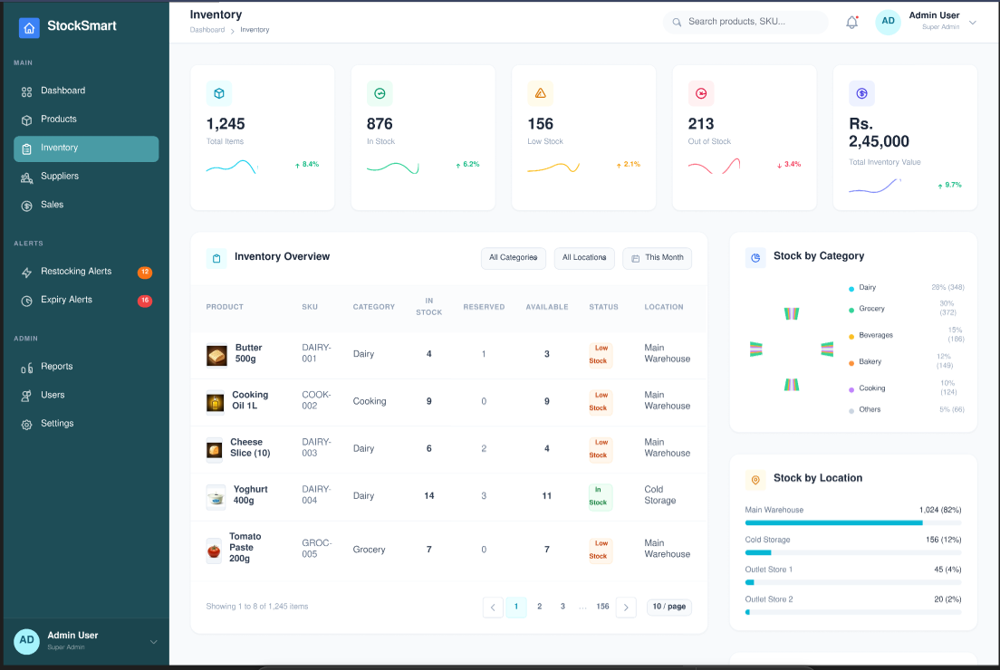 StockSmart
MAIN
Dashboard
Products
Inventory
Suppliers
Sales
ALERTS
Restocking Alerts 12
Expiry Alerts 16
ADMIN
Reports
Users
Settings
AD
Admin User
Super Admin
Inventory
Dashboard Inventory
Search products, SKU...
AD
Admin User
Super Admin
1,245
Total Items
8.4%
876
In Stock
6.2%
156
Low Stock
2.1%
213
Out of Stock
3.4%
Rs.
2,45,000
Total Inventory Value
9.7%
Inventory Overview
All Categories
All Locations
This Month
PRODUCT SKU CATEGORY IN STOCK RESERVED AVAILABLE STATUS LOCATION
Butter 500g DAIRY-001 Dairy 4 1 3 Low Stock Main Warehouse
Cooking Oil 1L COOK-002 Cooking 9 0 9 Low Stock Main Warehouse
Cheese Slice (10) DAIRY-003 Dairy 6 2 4 Low Stock Main Warehouse
Yoghurt 400g DAIRY-004 Dairy 14 3 11 In Stock Cold Storage
Tomato Paste 200g GROC-005 Grocery 7 0 7 Low Stock Main Warehouse
Showing 1 to 8 of 1,245 items
1 2 3 ... 156
10 / page
Stock by Category
Dairy 28% (348)
Grocery 30% (372)
Beverages 15% (186)
Bakery 12% (149)
Cooking 10% (124)
Others 5% (66)
Stock by Location
Main Warehouse 1,024 (82%)
Cold Storage 156 (12%)
Outlet Store 1 45 (4%)
Outlet Store 2 20 (2%)